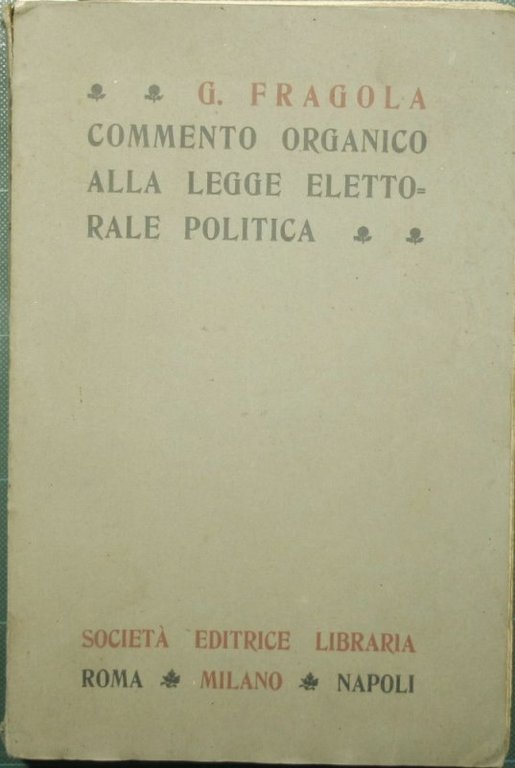 G. FRAGOLA
COMMENTO ORGANICO
ALLA LEGGE ELETTO=
RALE POLITICA
SOCIETÀ EDITRICE LIBRARIA
ROMA MILANO NAPOLI